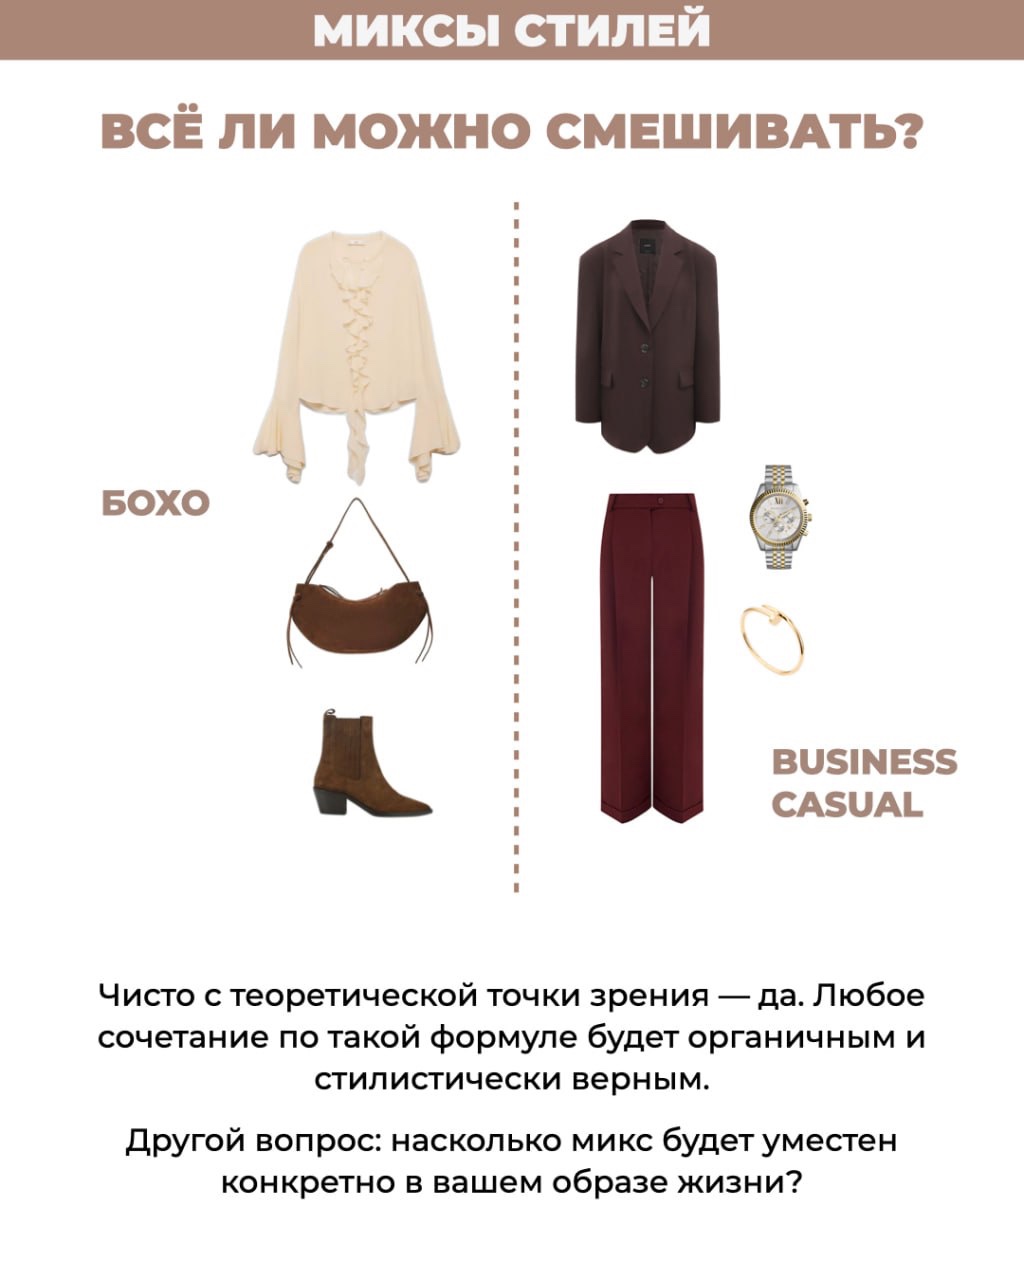 МИКСЫ СТИЛЕЙ
ВСЁ ЛИ МОЖНО СМЕШИВАТЬ?
БОХО
BUSINESS
CASUAL
Чисто с теоретической точки зрения — да. Любое
сочетание по такой формуле будет органичным и
стилистически верным.
Другой вопрос: насколько микс будет уместен
конкретно в вашем образе жизни?